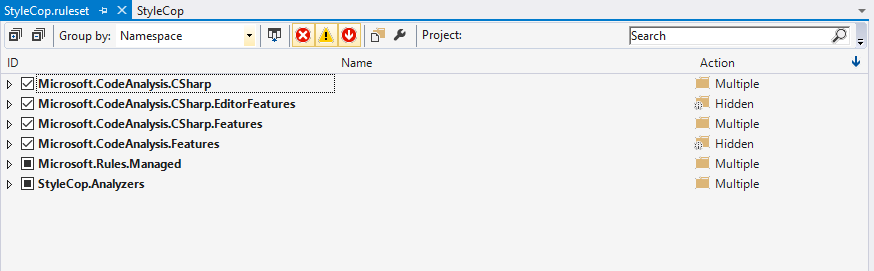 StyleCop.ruleset StyleCop
Group by: Namespace Project: Search
ID Name Action
Microsoft.CodeAnalysis.CSharp Multiple
Microsoft.CodeAnalysis.CSharp.EditorFeatures Hidden
Microsoft.CodeAnalysis.CSharp.Features Multiple
Microsoft.CodeAnalysis.Features Hidden
Microsoft.Rules.Managed Multiple
StyleCop.Analyzers Multiple